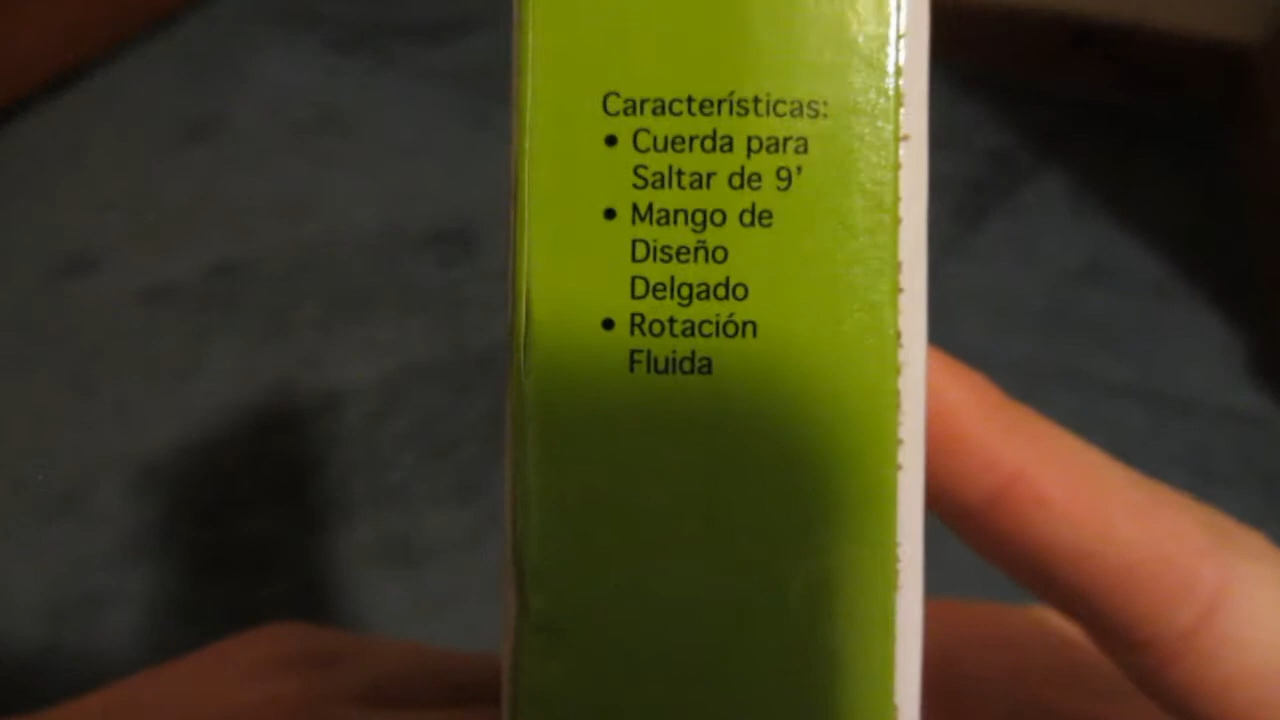 Características:
• Cuerda para
Saltar de 9’
• Mango de
Diseño
Delgado
• Rotación
Fluida